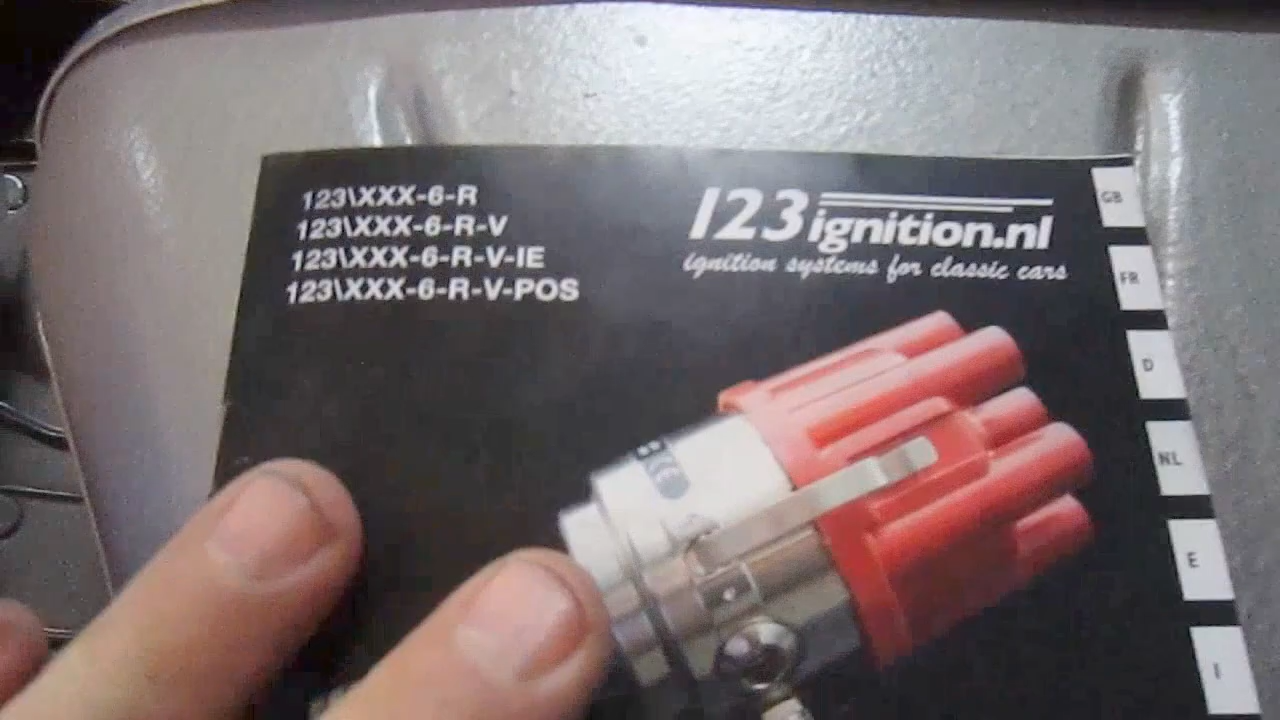 123\XXX-6-R
123\XXX-6-R-V
123\XXX-6-R-V-IE
123\XXX-6-R-V-POS
123ignition.nl
ignition systems for classic cars
GB
FR
D
NL
E
I
CE